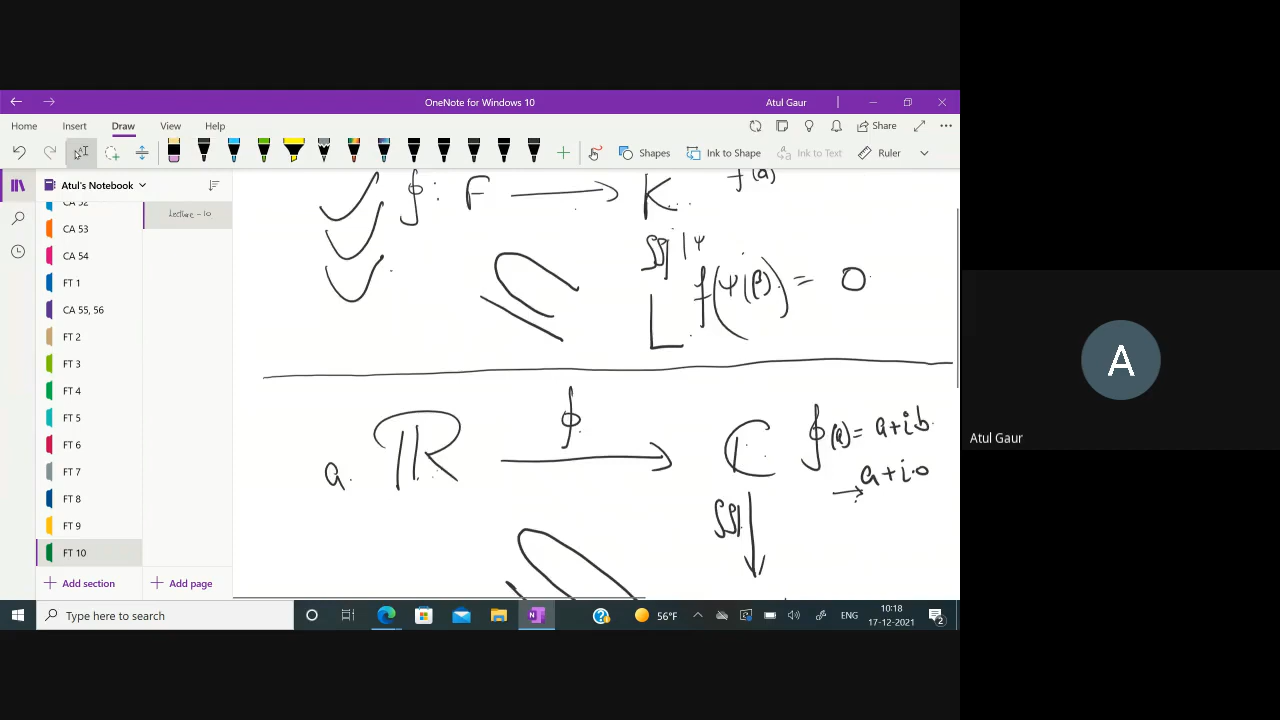 OneNote for Windows 10
Atul Gaur
Home
Insert
Draw
View
Help
Share
Shapes
Ink to Shape
Ink to Text
Ruler
Atul's Notebook
Lecture - 10
CA 52
CA 53
CA 54
FT 1
CA 55, 56
FT 2
FT 3
FT 4
FT 5
FT 6
FT 7
FT 8
FT 9
FT 10
Add section
Add page
ϕ : F → K
f(a)
ψ
L
f(ψ(β)) = 0
a. ℝ
ϕ
→ ℂ
ϕ(a) = a+ib
→ a+i·0
A
Atul Gaur
Type here to search
56°F
ENG
10:18
17-12-2021
2